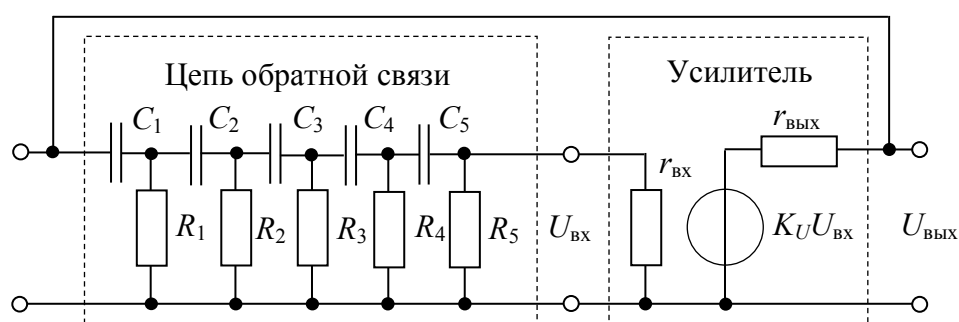 Цепь обратной связи
Усилитель
C1 C2 C3 C4 C5
rвых
rвх
R1 R2 R3 R4 R5 Uвх KUUвх Uвых